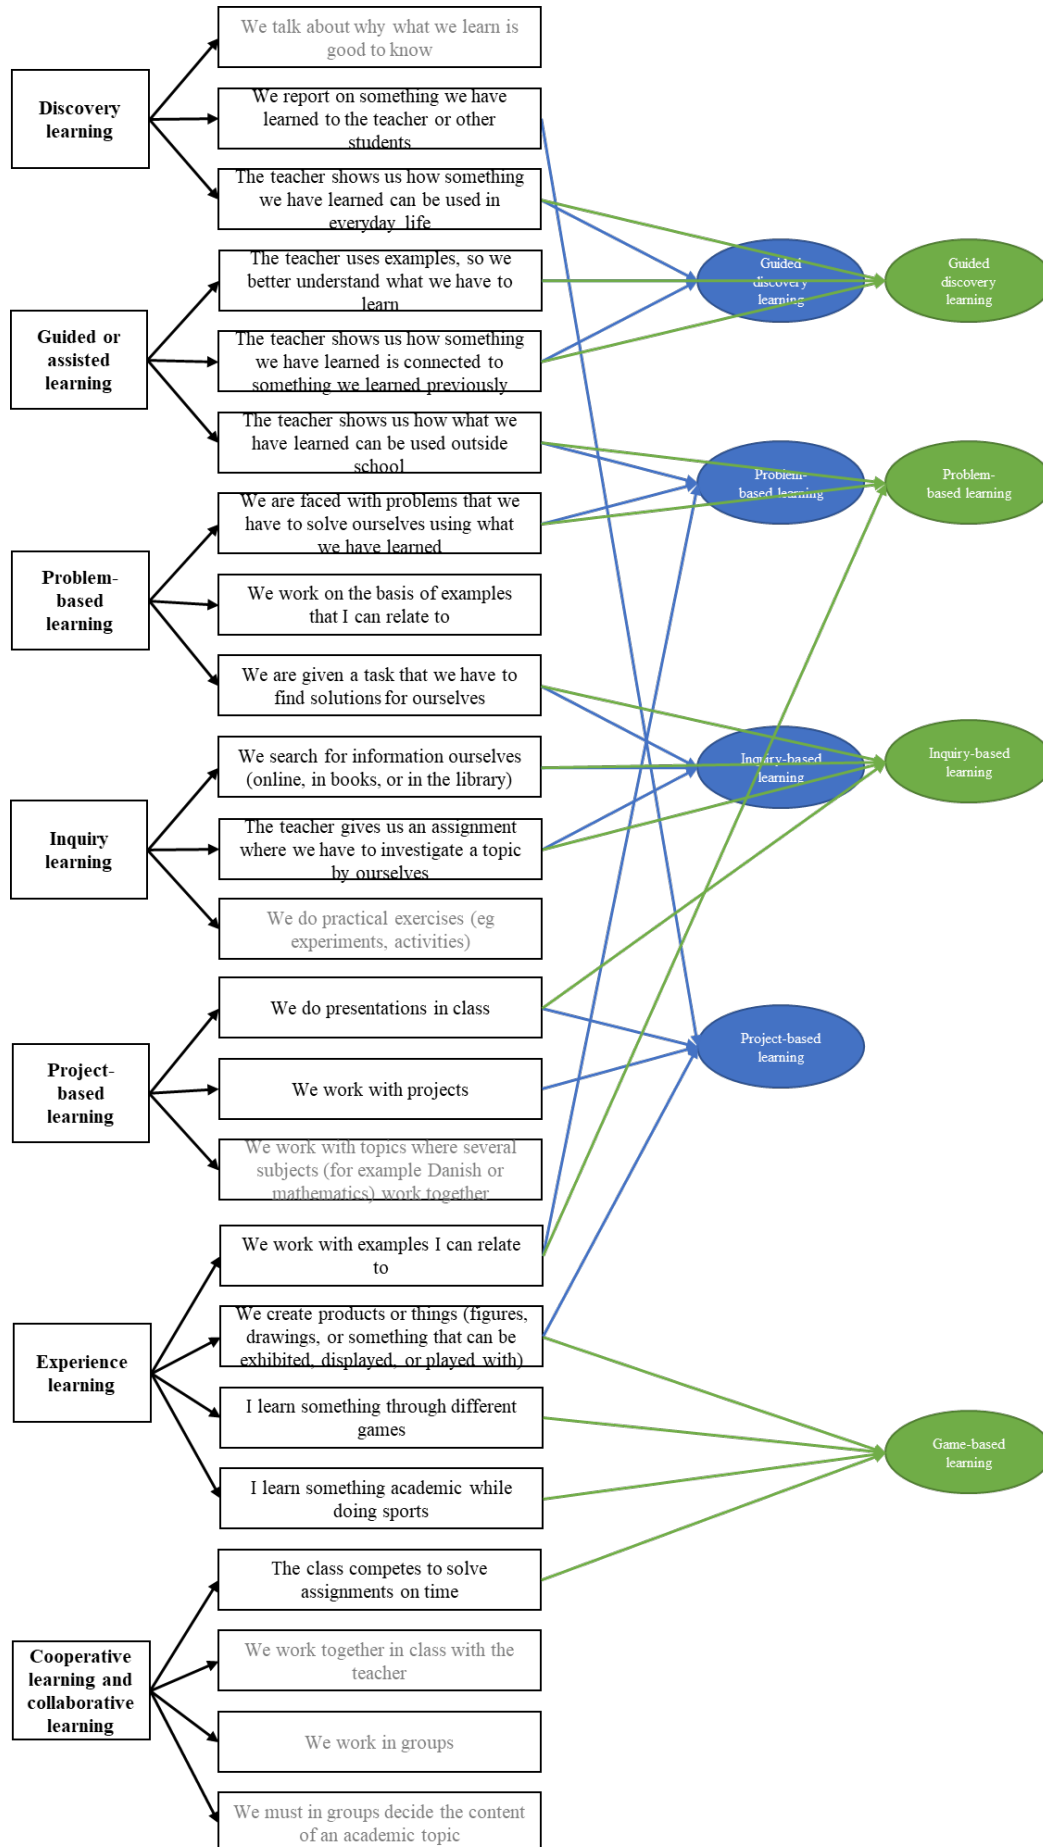 Discovery
learning
We talk about why what we learn is
good to know
We report on something we have
learned to the teacher or other
students
The teacher shows us how something
we have learned can be used in
everyday life
Guided or
assisted
learning
The teacher uses examples, so we
better understand what we have to
learn
The teacher shows us how something
we have learned is connected to
something we learned previously
The teacher shows us how what we
have learned can be used outside
school
Problem-
based
learning
We are faced with problems that we
have to solve ourselves using what
we have learned
We work on the basis of examples
that I can relate to
We are given a task that we have to
find solutions for ourselves
Inquiry
learning
We search for information ourselves
(online, in books, or in the library)
The teacher gives us an assignment
where we have to investigate a topic
by ourselves
We do practical exercises (eg
experiments, activities)
Project-
based
learning
We do presentations in class
We work with projects
We work with topics where several
subjects (for example Danish or
mathematics) work together
Experience
learning
We work with examples I can relate
to
We create products or things (figures,
drawings, or something that can be
exhibited, displayed, or played with)
I learn something through different
games
I learn something academic while
doing sports
Cooperative
learning and
collaborative
learning
The class competes to solve
assignments on time
We work together in class with the
teacher
We work in groups
We must in groups decide the content
of an academic topic
Guided
discovery
learning
Problem-
based learning
Inquiry-based
learning
Project-based
learning
Guided
discovery
learning
Problem-
based learning
Inquiry-based
learning
Game-based
learning